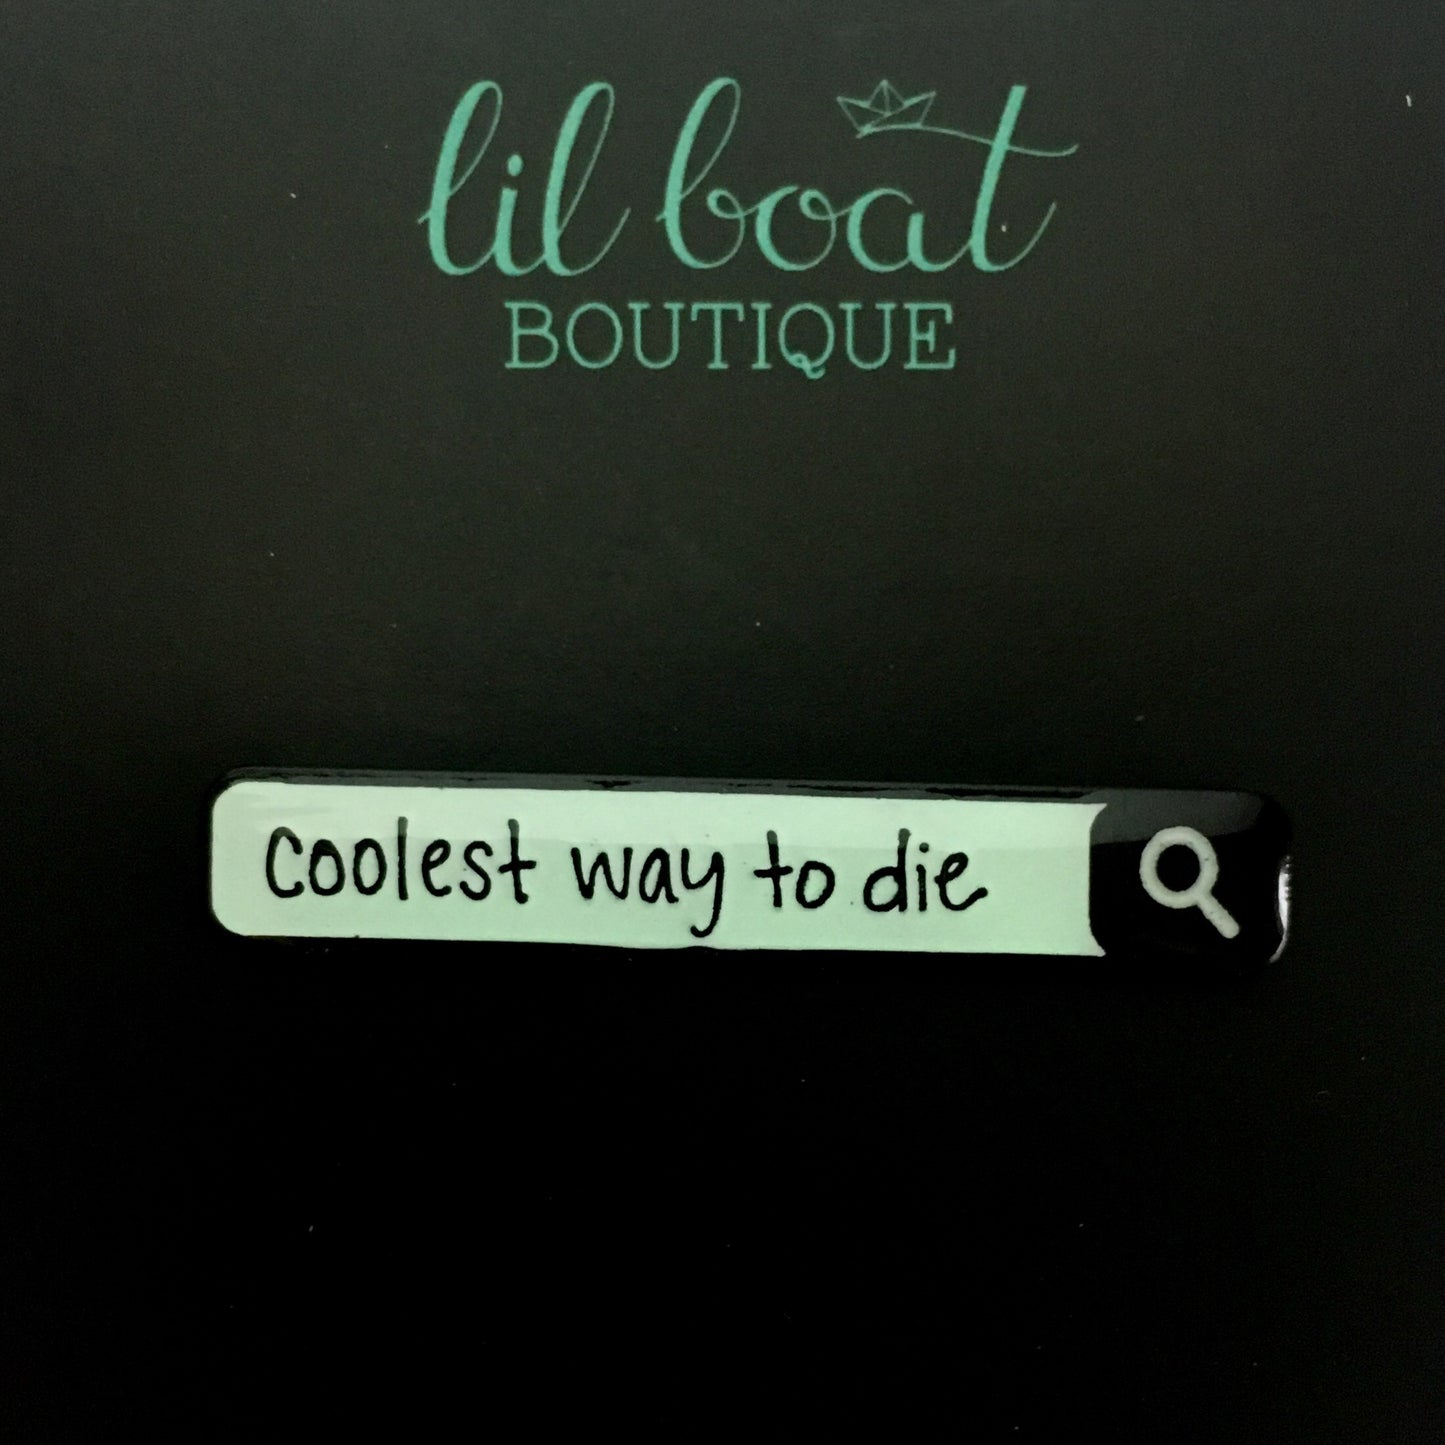 lil boat
BOUTIQUE
Coolest way to die